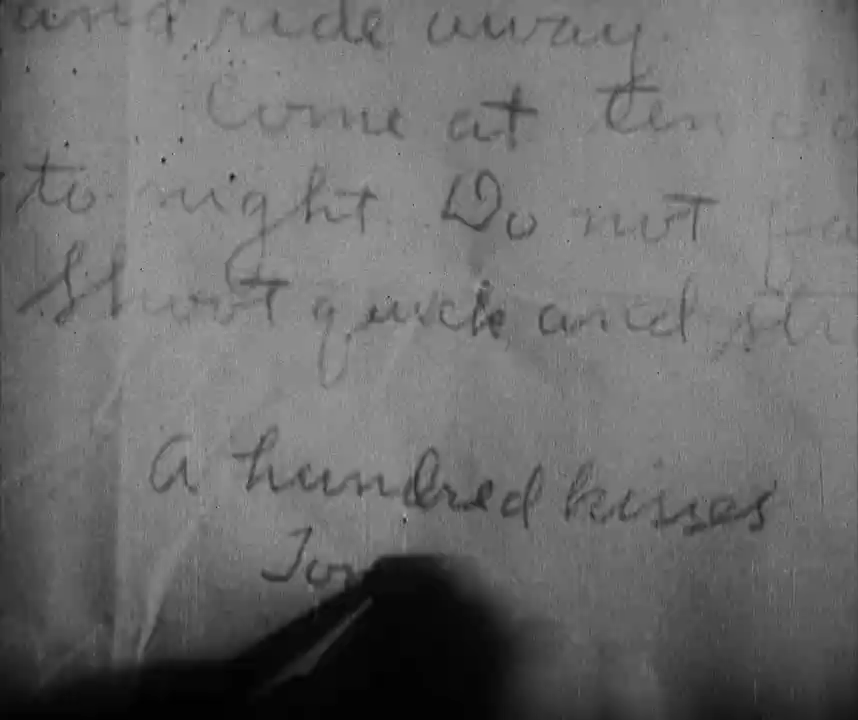 and ride away.
Come at ten
to night Do not
Shoot quick and
a hundred kisses